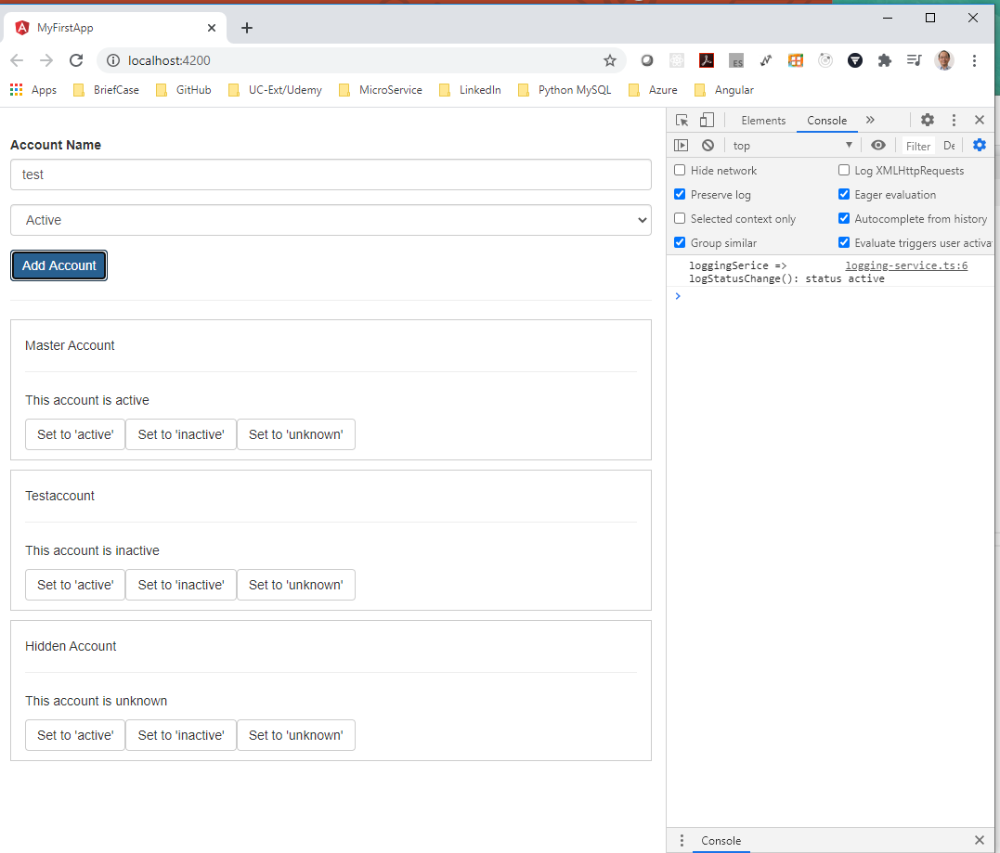 MyFirstApp
localhost:4200
ES
Apps BriefCase GitHub UC-Ext/Udemy MicroService LinkedIn Python MySQL Azure Angular
Account Name
test
Active
Add Account
Master Account
This account is active
Set to 'active' Set to 'inactive' Set to 'unknown'
Testaccount
This account is inactive
Set to 'active' Set to 'inactive' Set to 'unknown'
Hidden Account
This account is unknown
Set to 'active' Set to 'inactive' Set to 'unknown'
Elements Console »
top Filter De
Hide network Log XMLHttpRequests
Preserve log Eager evaluation
Selected context only Autocomplete from history
Group similar Evaluate triggers user activa
loggingSerice => logging-service.ts:6
logStatusChange(): status active
Console